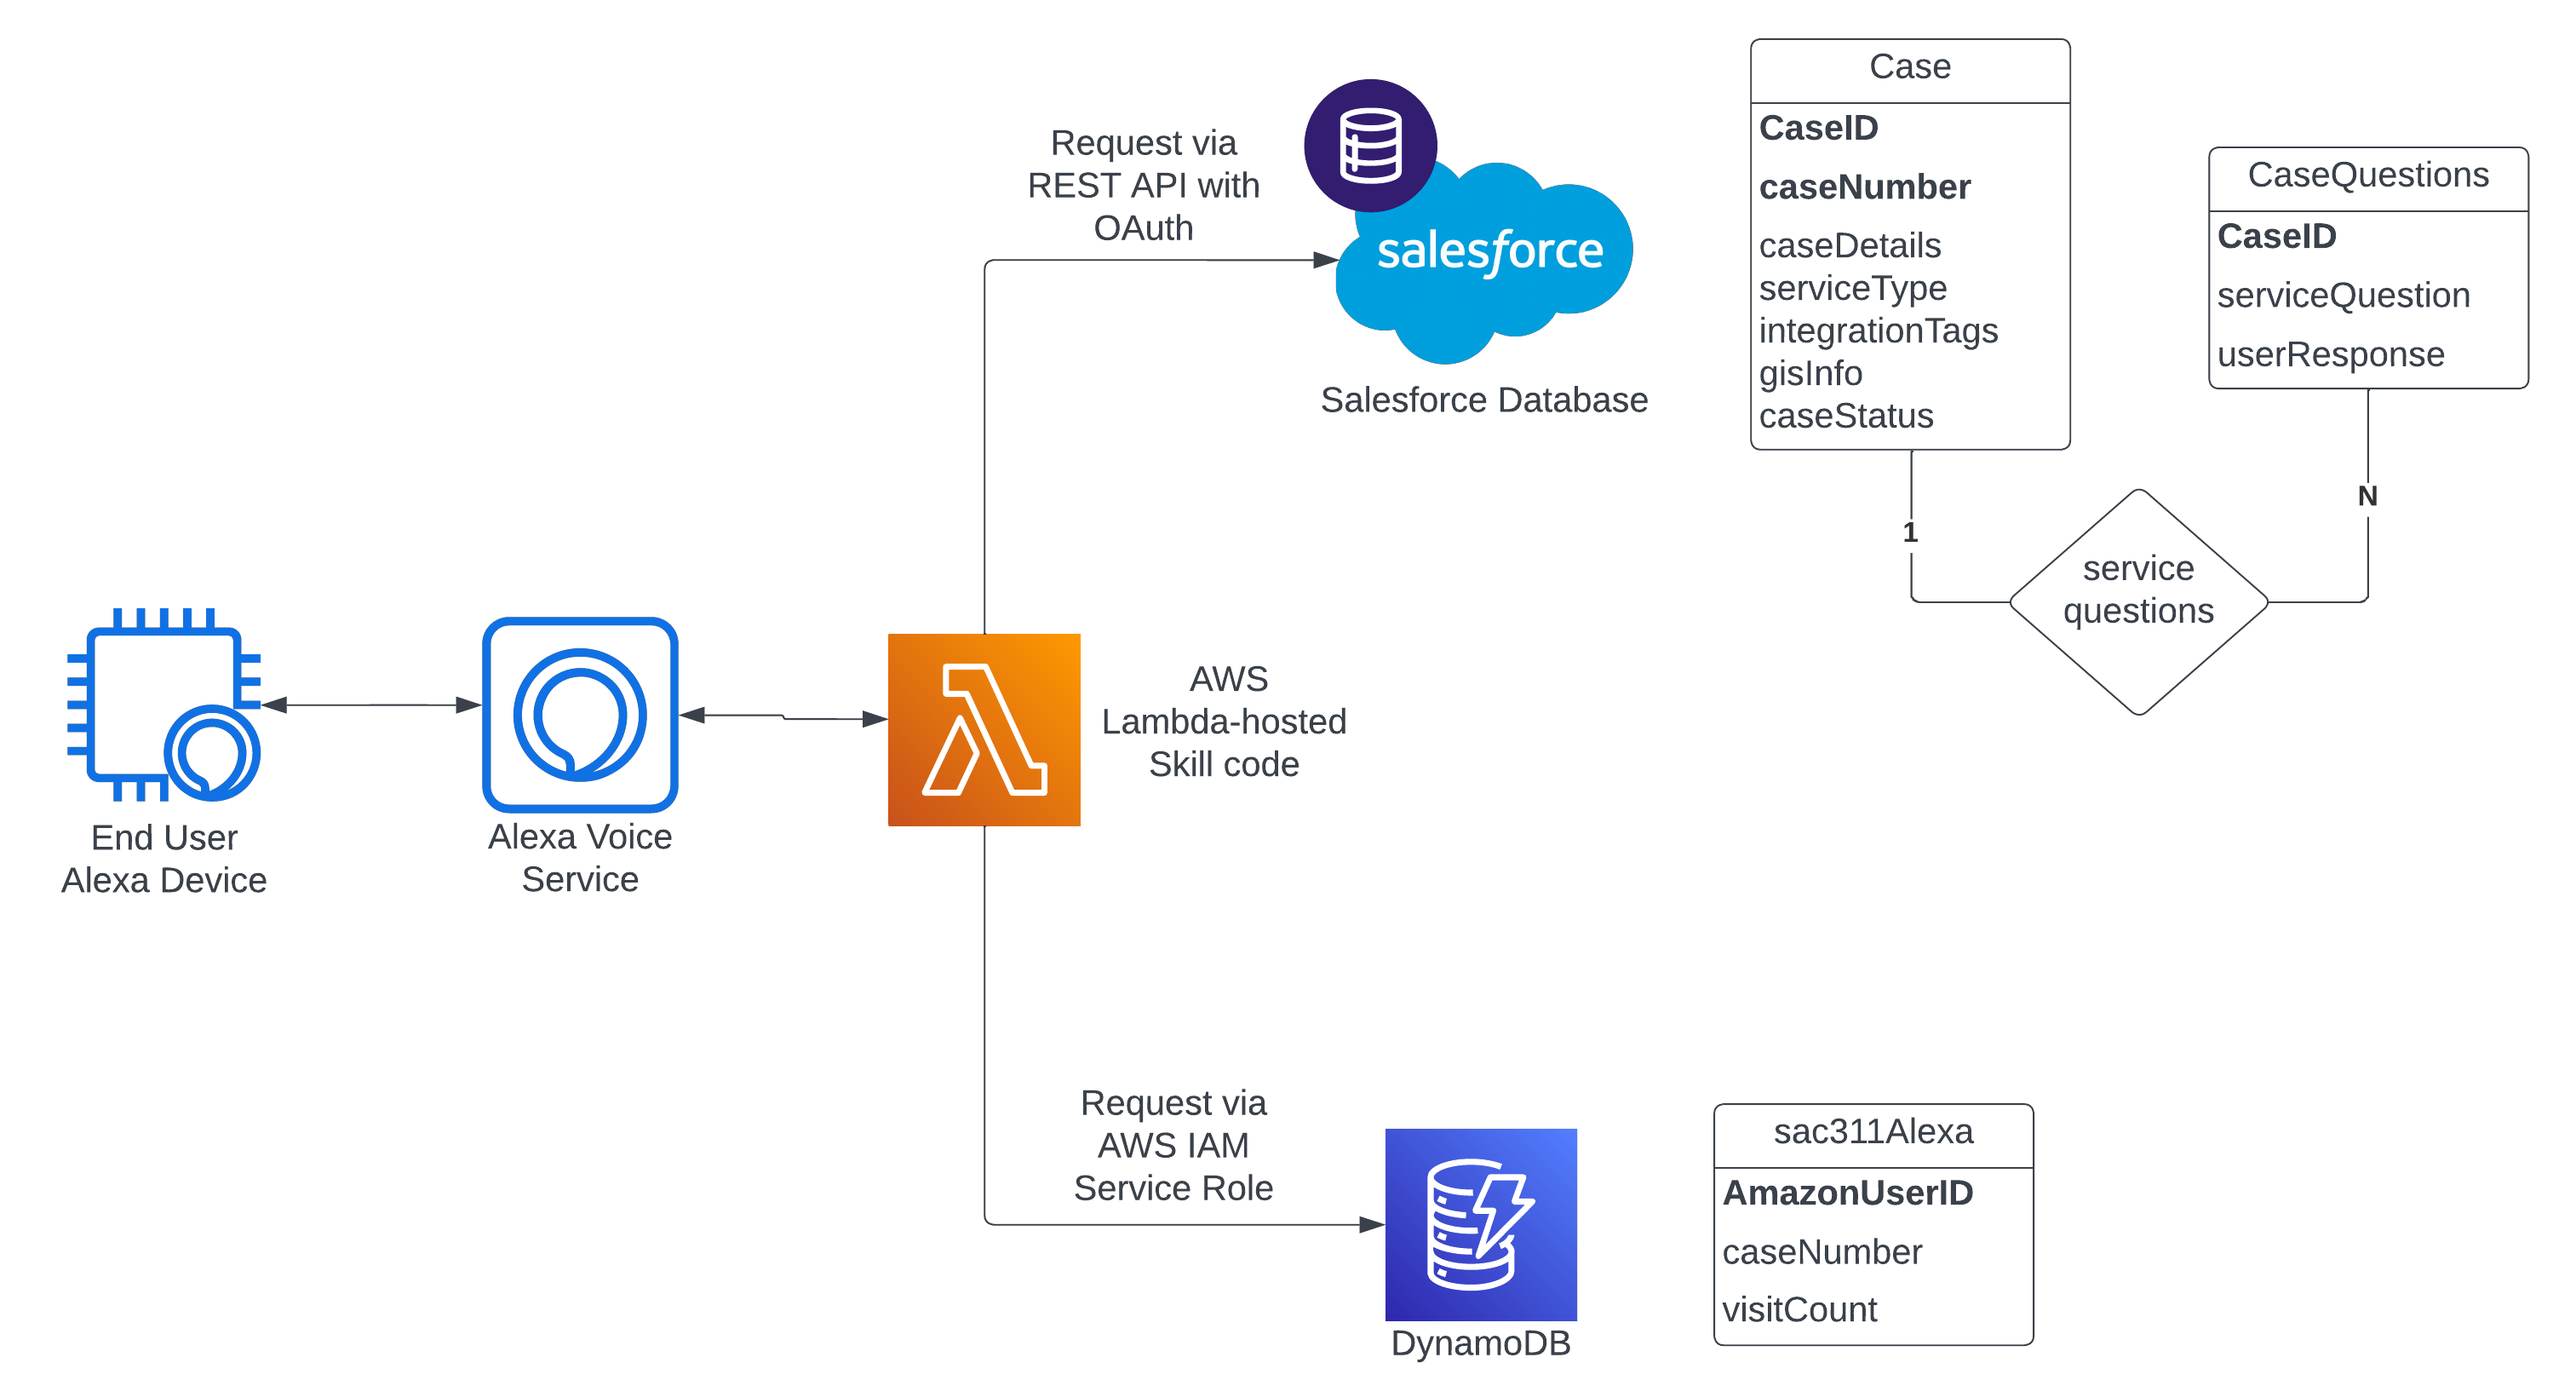 Request via
REST API with
OAuth
salesforce
Salesforce Database
Case
CaseID
caseNumber
caseDetails
serviceType
integrationTags
gisInfo
caseStatus
CaseQuestions
CaseID
serviceQuestion
userResponse
1
N
service
questions
End User
Alexa Device
Alexa Voice
Service
AWS
Lambda-hosted
Skill code
Request via
AWS IAM
Service Role
DynamoDB
sac311Alexa
AmazonUserID
caseNumber
visitCount